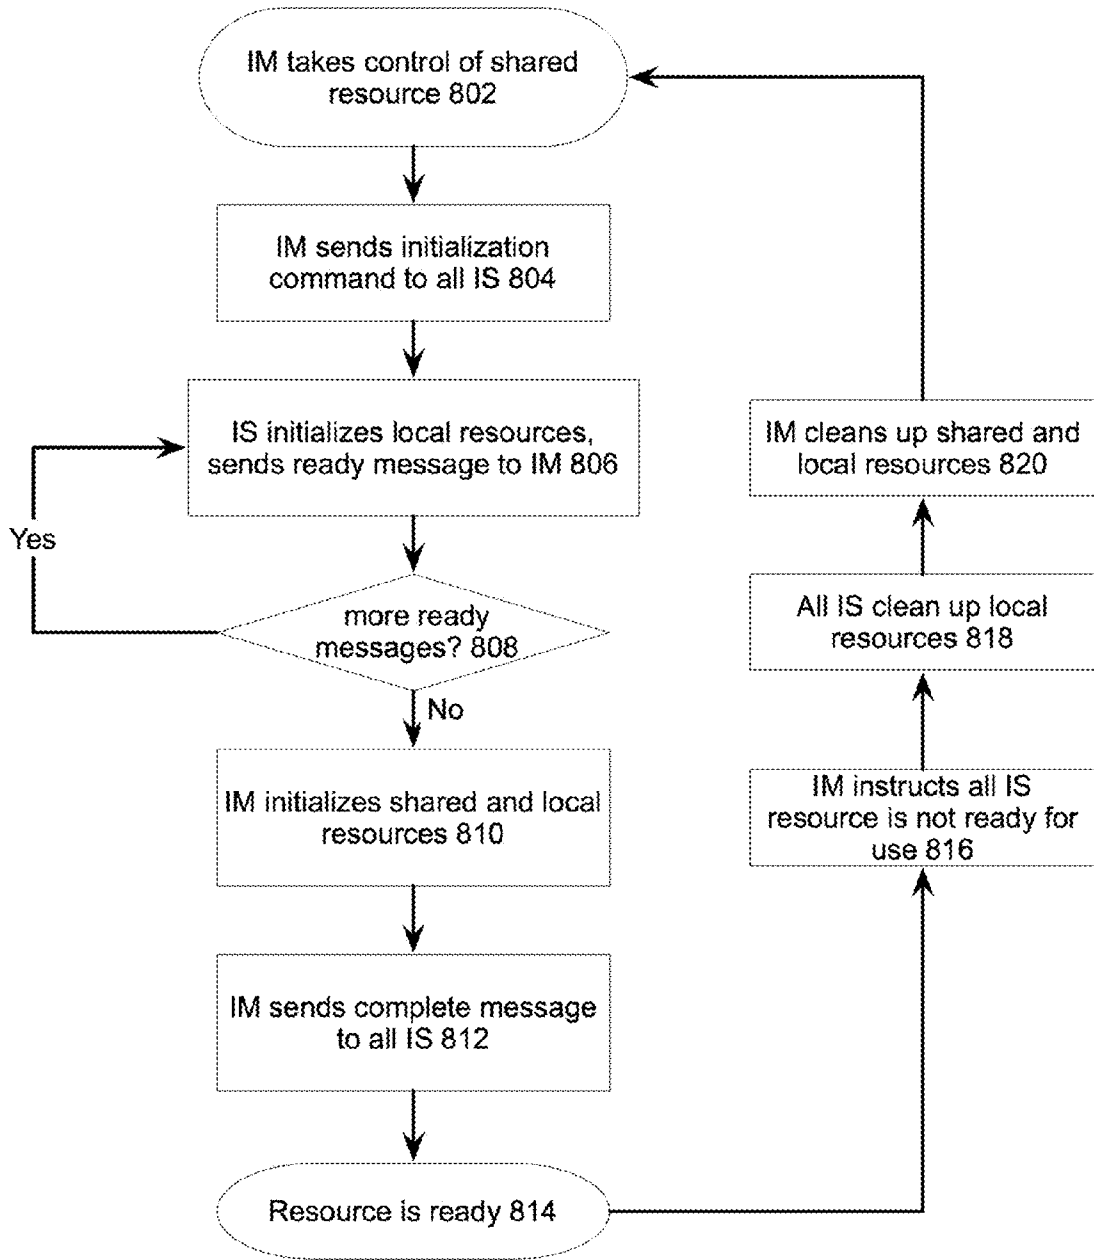 IM takes control of shared
resource 802
IM sends initialization
command to all IS 804
IS initializes local resources,
sends ready message to IM 806
Yes
more ready
messages? 808
No
IM initializes shared and local
resources 810
IM sends complete message
to all IS 812
Resource is ready 814
IM cleans up shared and
local resources 820
All IS clean up local
resources 818
IM instructs all IS
resource is not ready for
use 816